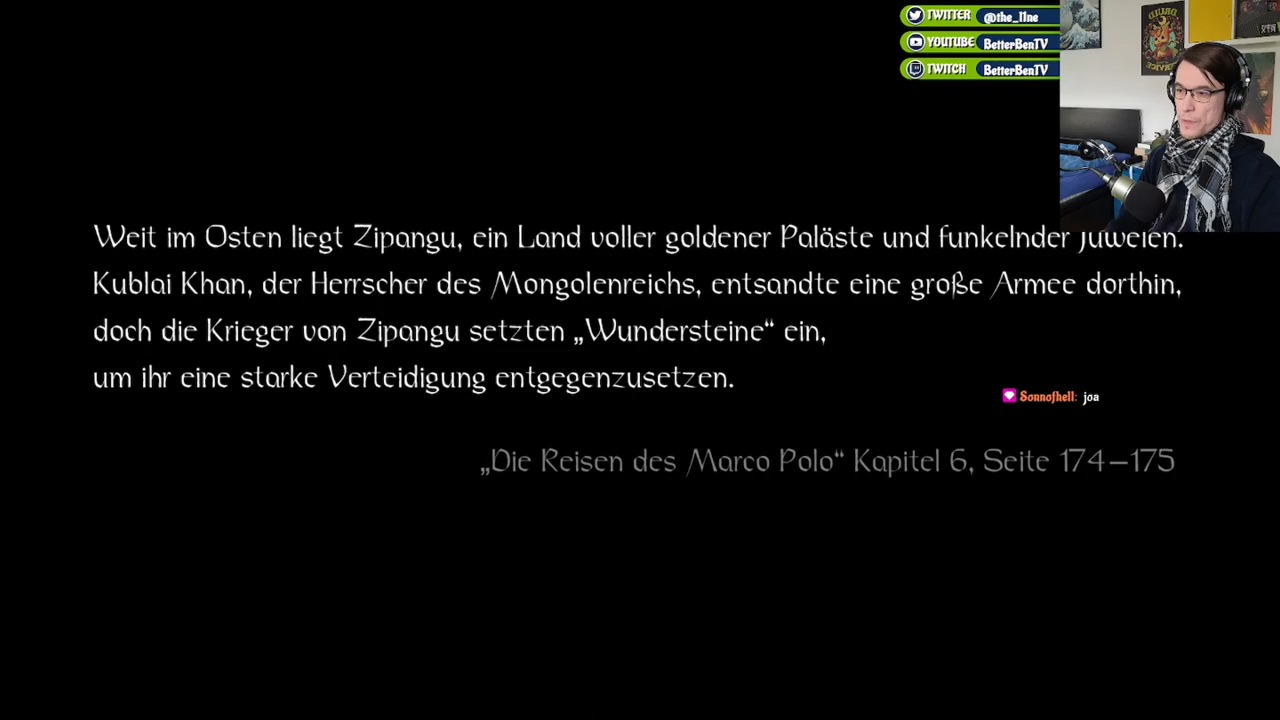 TWITTER @the_11ne
YOUTUBE BetterBenTV
TWITCH BetterBenTV
Weit im Osten liegt Zipangu, ein Land voller goldener Paläste und funkelnder Juwelen.
Kublai Khan, der Herrscher des Mongolenreichs, entsandte eine große Armee dorthin,
doch die Krieger von Zipangu setzten „Wundersteine“ ein,
um ihr eine starke Verteidigung entgegenzusetzen.
Sonnofhell: joa
„Die Reisen des Marco Polo“ Kapitel 6, Seite 174–175